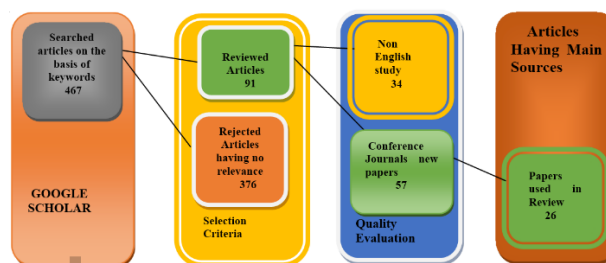 Searched
articles on the
basis of
keywords
467
GOOGLE
SCHOLAR
Reviewed
Articles
91
Rejected
Articles
having no
relevance
376
Selection
Criteria
Non
English
study
34
Conference
Journals new
papers
57
Quality
Evaluation
Articles
Having Main
Sources
Papers
used in
Review
26